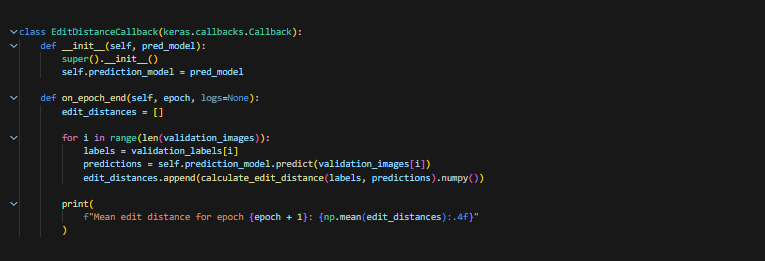 class EditDistanceCallback(keras.callbacks.Callback):
    def __init__(self, pred_model):
        super().__init__()
        self.prediction_model = pred_model

    def on_epoch_end(self, epoch, logs=None):
        edit_distances = []

        for i in range(len(validation_images)):
            labels = validation_labels[i]
            predictions = self.prediction_model.predict(validation_images[i])
            edit_distances.append(calculate_edit_distance(labels, predictions).numpy())

        print(
            f"Mean edit distance for epoch {epoch + 1}: {np.mean(edit_distances):.4f}"
        )